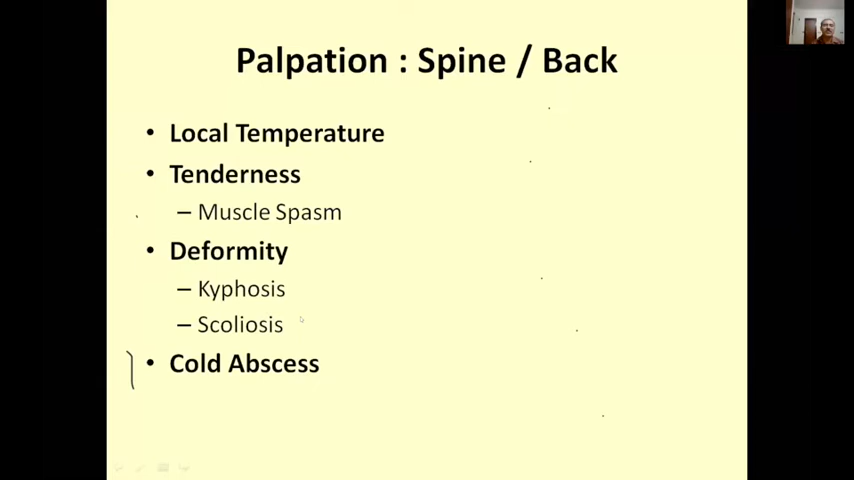 Palpation : Spine / Back
• Local Temperature
• Tenderness
– Muscle Spasm
• Deformity
– Kyphosis
– Scoliosis
• Cold Abscess